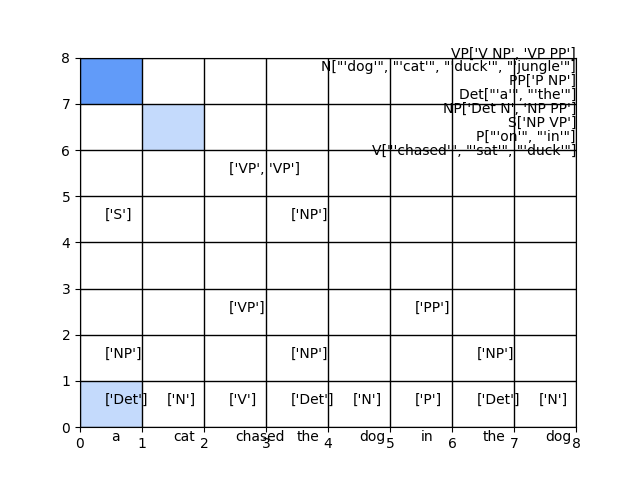 VP['V NP', 'VP PP']
8
N["'dog'", "'cat'", "'duck'", "'jungle'"]
PP['P NP']
Det["'a'", "'the'"]
7
NP['Det N', 'NP PP']
S['NP VP']
P["'on'", "'in'"]
6
V["'chased'", "'sat'", "'duck'"]
['VP', 'VP']
5
['S'] ['NP']
4
3
['VP'] ['PP']
2
['NP'] ['NP'] ['NP']
1
['Det'] ['N'] ['V'] ['Det'] ['N'] ['P'] ['Det'] ['N']
0
a cat chased the dog in the dog
0 1 2 3 4 5 6 7 8